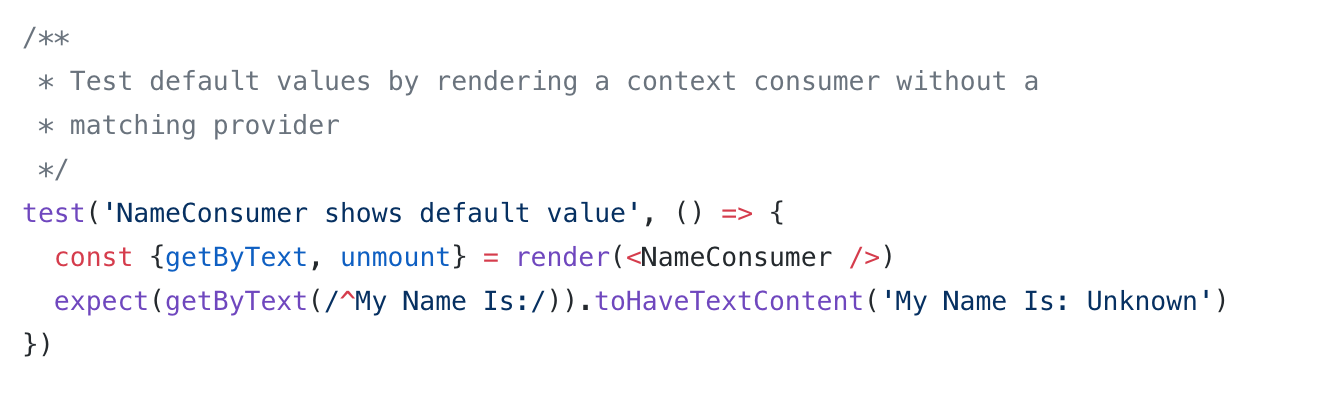 /**
 * Test default values by rendering a context consumer without a
 * matching provider
 */
test('NameConsumer shows default value', () => {
  const {getByText, unmount} = render(<NameConsumer />)
  expect(getByText(/^My Name Is:/)).toHaveTextContent('My Name Is: Unknown')
})